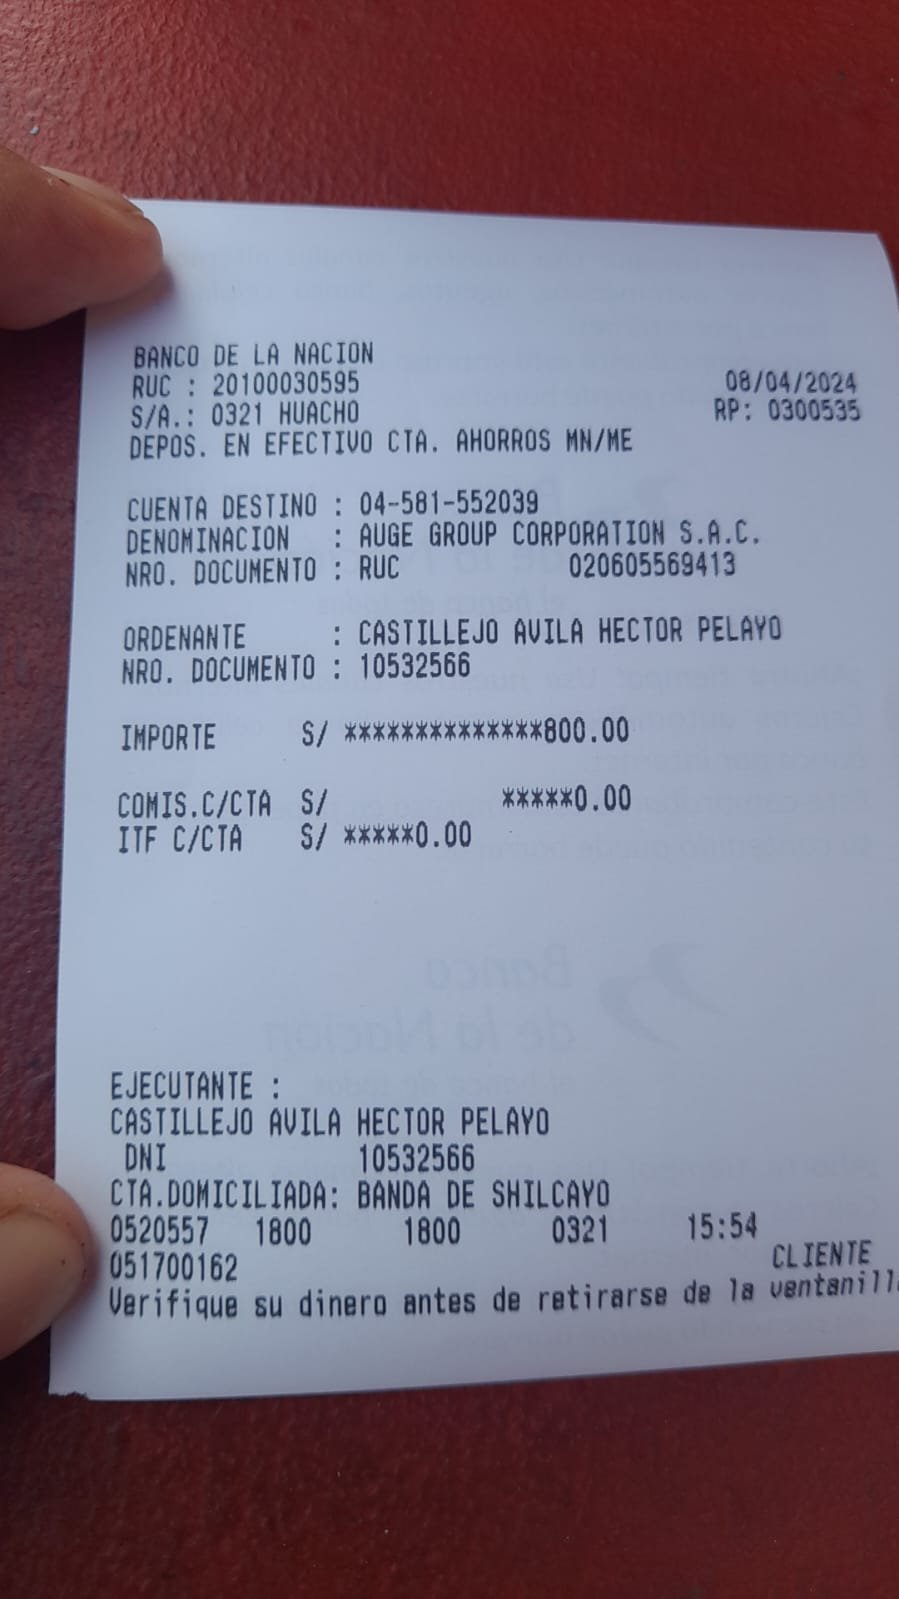 BANCO DE LA NACION
RUC : 20100030595 08/04/2024
S/A.: 0321 HUACHO RP: 0300535
DEPOS. EN EFECTIVO CTA. AHORROS MN/ME
CUENTA DESTINO : 04-581-552039
DENOMINACION : AUGE GROUP CORPORATION S.A.C.
NRO. DOCUMENTO : RUC 020605569413
ORDENANTE : CASTILLEJO AVILA HECTOR PELAYO
NRO. DOCUMENTO : 10532566
IMPORTE S/ **************800.00
COMIS.C/CTA S/ *****0.00
ITF C/CTA S/ *****0.00
Banco
de la Nación
EJECUTANTE :
CASTILLEJO AVILA HECTOR PELAYO
DNI 10532566
CTA.DOMICILIADA: BANDA DE SHILCAYO
0520557 1800 1800 0321 15:54
051700162 CLIENTE
Verifique su dinero antes de retirarse de la ventanill